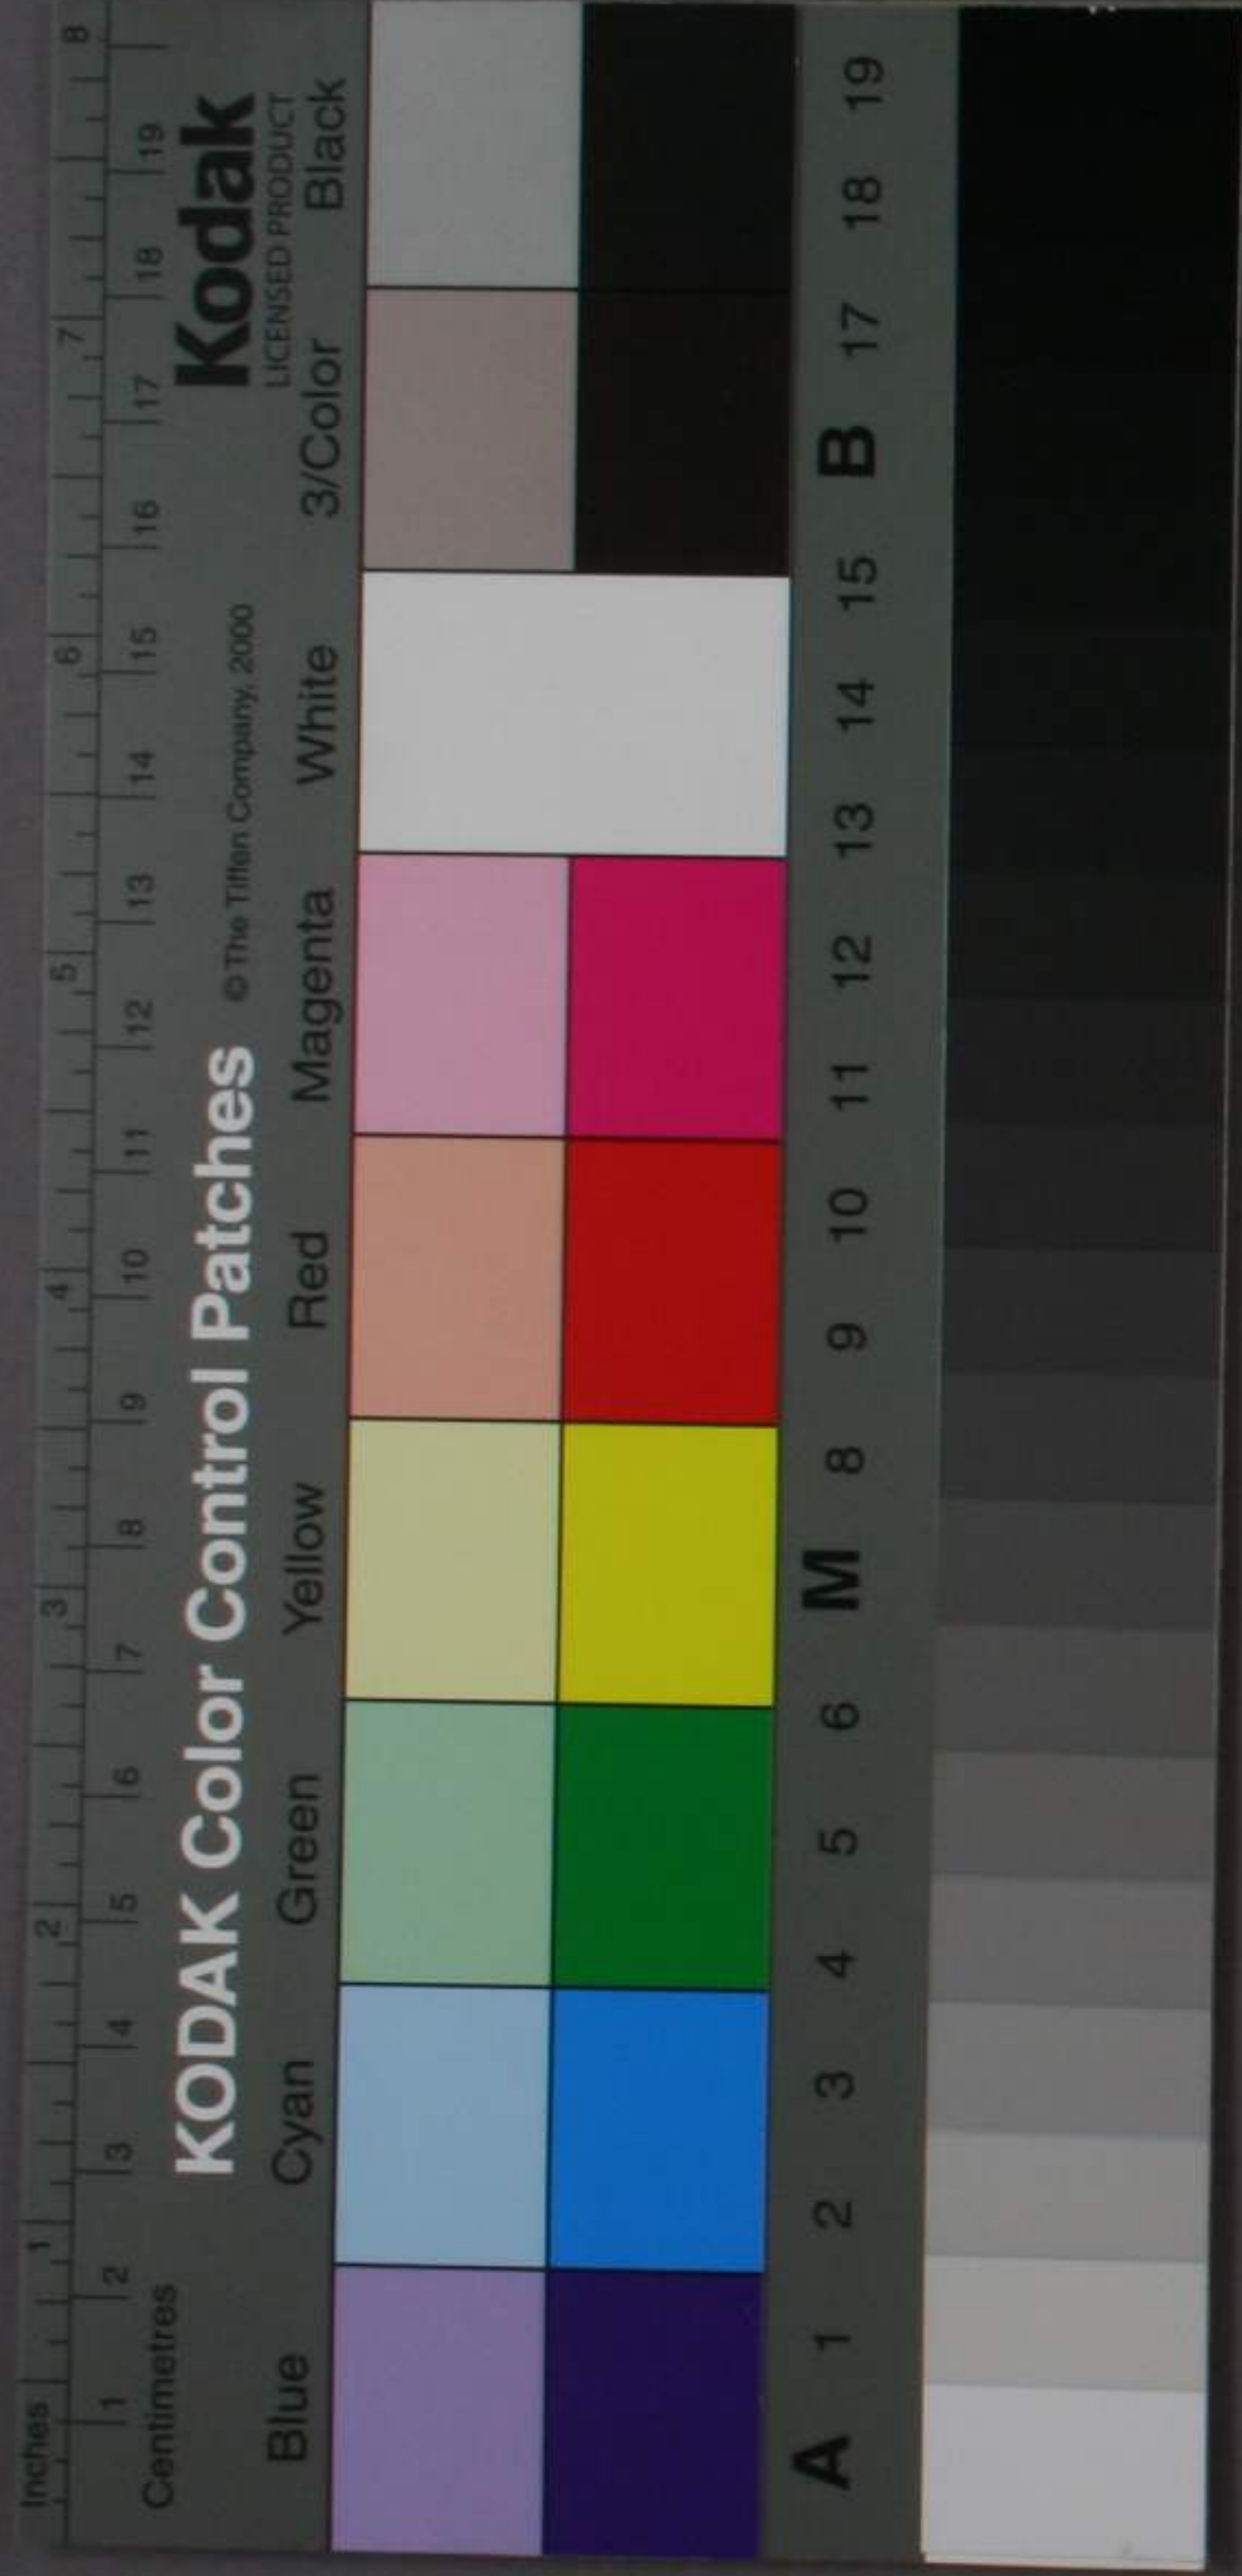 Inches 1 2 3 4 5 6 7 8
Centimetres 1 2 3 4 5 6 7 8 9 10 11 12 13 14 15 16 17 18 19
KODAK Color Control Patches © The Tiffen Company, 2000 Kodak
LICENSED PRODUCT
Blue Cyan Green Yellow Red Magenta White 3/Color Black
A 1 2 3 4 5 6 M 8 9 10 11 12 13 14 15 B 17 18 19